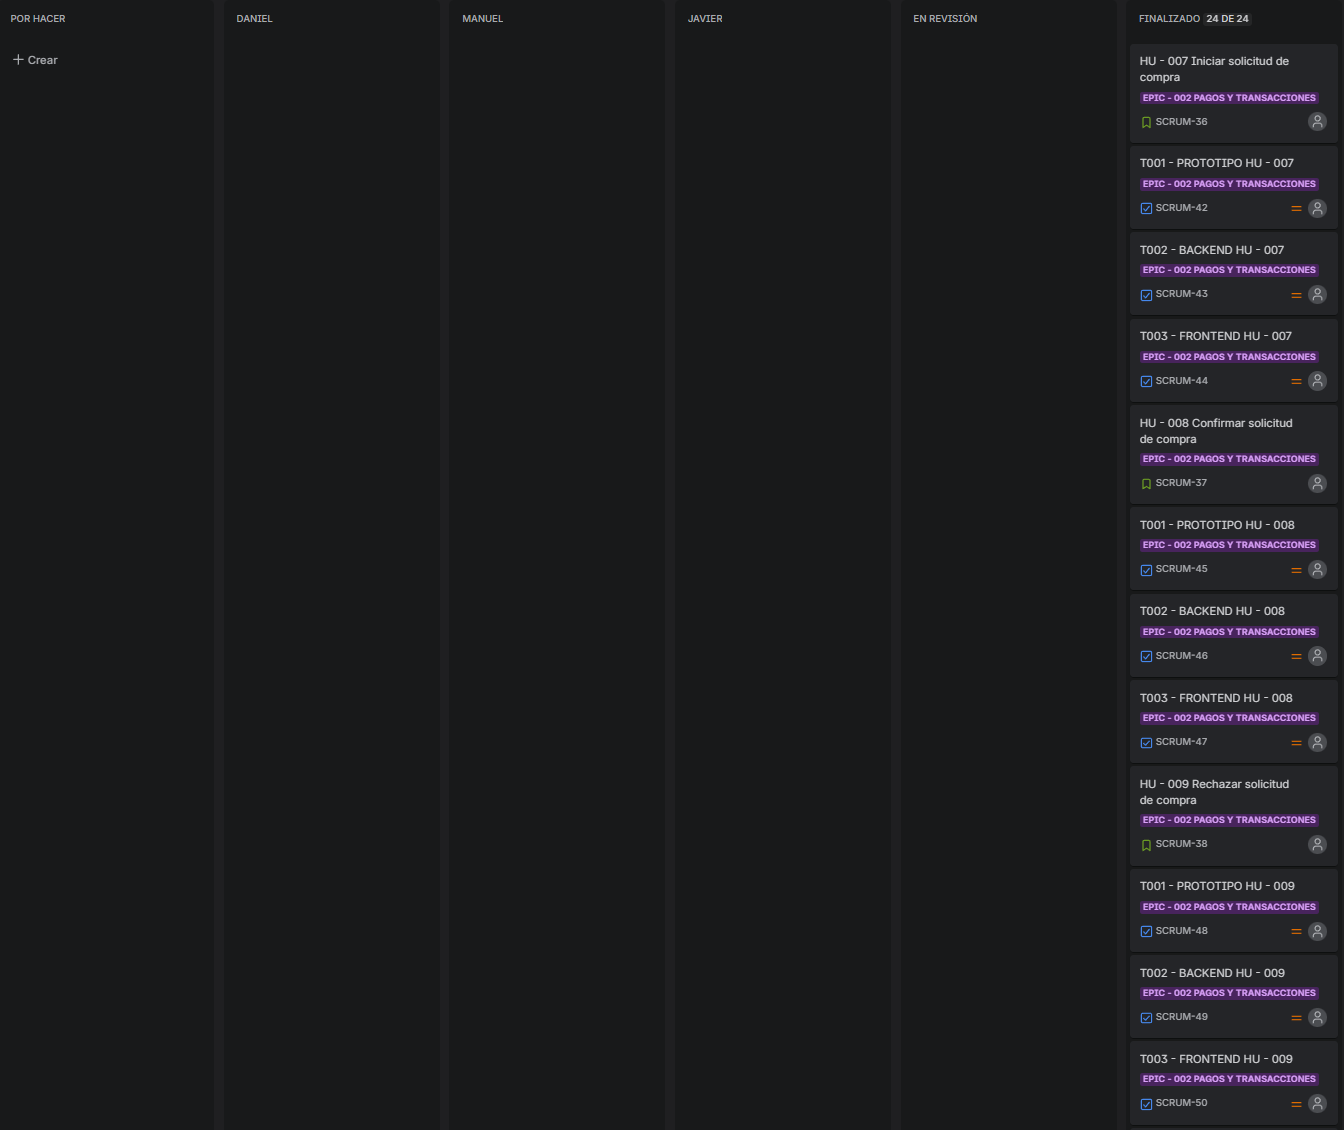 POR HACER
+ Crear
DANIEL
MANUEL
JAVIER
EN REVISIÓN
FINALIZADO 24 DE 24
HU - 007 Iniciar solicitud de
compra
EPIC - 002 PAGOS Y TRANSACCIONES
SCRUM-36
T001 - PROTOTIPO HU - 007
EPIC - 002 PAGOS Y TRANSACCIONES
SCRUM-42
T002 - BACKEND HU - 007
EPIC - 002 PAGOS Y TRANSACCIONES
SCRUM-43
T003 - FRONTEND HU - 007
EPIC - 002 PAGOS Y TRANSACCIONES
SCRUM-44
HU - 008 Confirmar solicitud
de compra
EPIC - 002 PAGOS Y TRANSACCIONES
SCRUM-37
T001 - PROTOTIPO HU - 008
EPIC - 002 PAGOS Y TRANSACCIONES
SCRUM-45
T002 - BACKEND HU - 008
EPIC - 002 PAGOS Y TRANSACCIONES
SCRUM-46
T003 - FRONTEND HU - 008
EPIC - 002 PAGOS Y TRANSACCIONES
SCRUM-47
HU - 009 Rechazar solicitud
de compra
EPIC - 002 PAGOS Y TRANSACCIONES
SCRUM-38
T001 - PROTOTIPO HU - 009
EPIC - 002 PAGOS Y TRANSACCIONES
SCRUM-48
T002 - BACKEND HU - 009
EPIC - 002 PAGOS Y TRANSACCIONES
SCRUM-49
T003 - FRONTEND HU - 009
EPIC - 002 PAGOS Y TRANSACCIONES
SCRUM-50